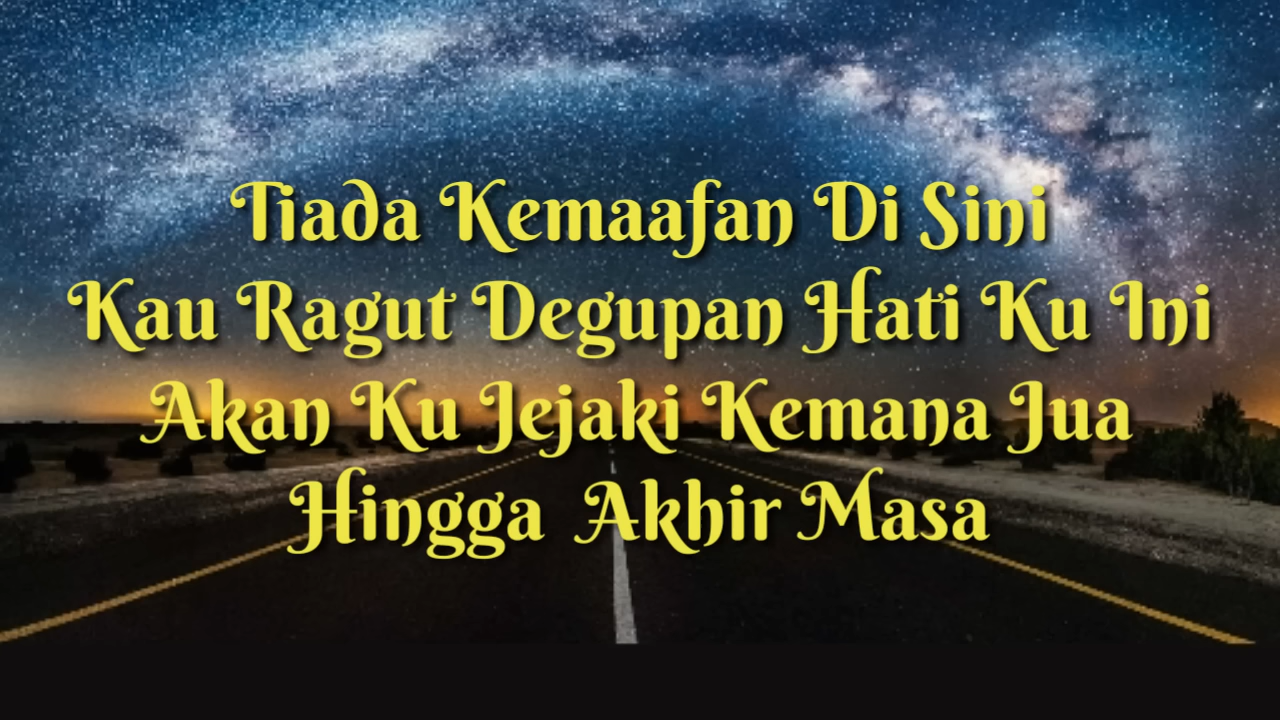 Tiada Kemaafan Di Sini
Kau Ragut Degupan Hati Ku Ini
Akan Ku Jejaki Kemana Jua
Hingga Akhir Masa